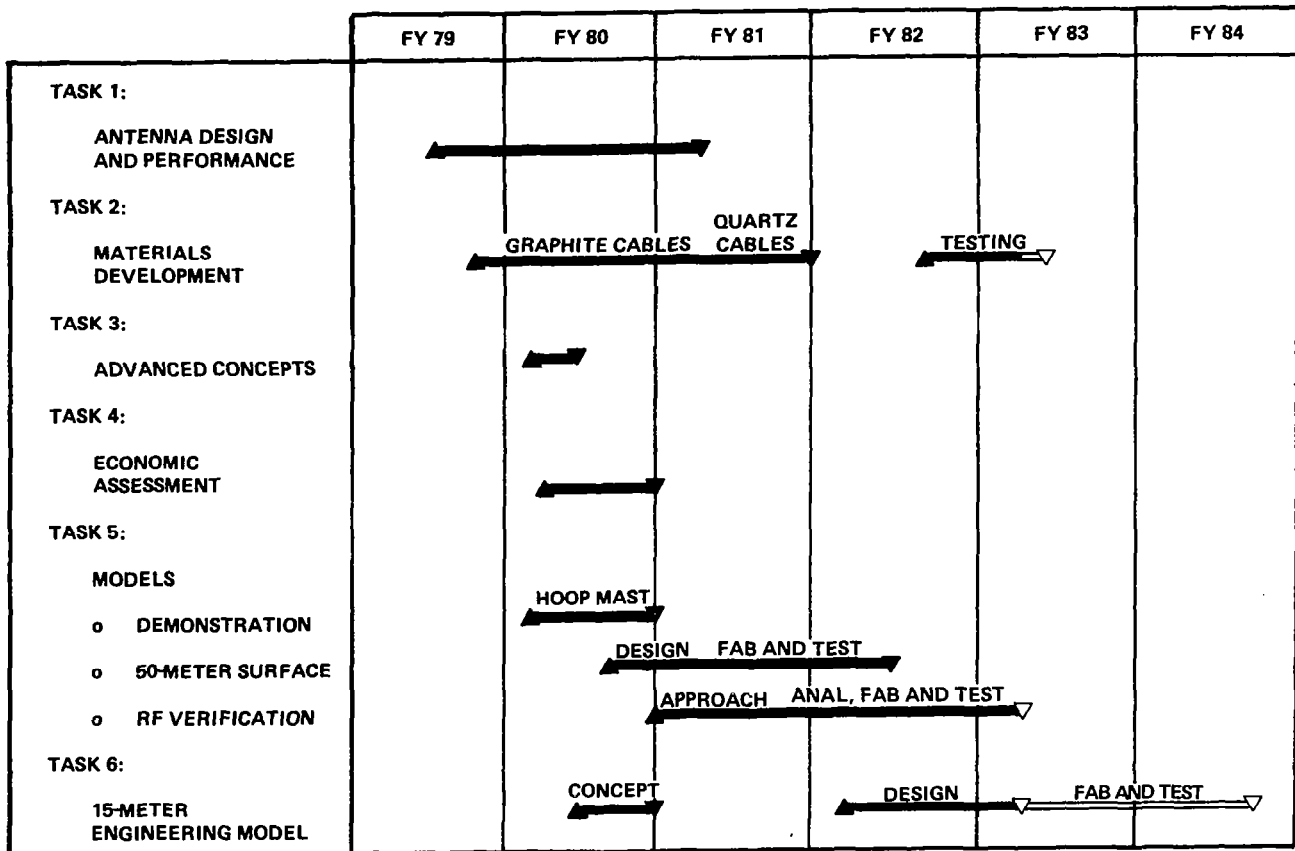 FY 79 FY 80 FY 81 FY 82 FY 83 FY 84
TASK 1:
ANTENNA DESIGN
AND PERFORMANCE
TASK 2:
MATERIALS
DEVELOPMENT
GRAPHITE CABLES
QUARTZ
CABLES
TESTING
TASK 3:
ADVANCED CONCEPTS
TASK 4:
ECONOMIC
ASSESSMENT
TASK 5:
MODELS
o DEMONSTRATION
HOOP MAST
o 50-METER SURFACE
DESIGN FAB AND TEST
o RF VERIFICATION
APPROACH ANAL, FAB AND TEST
TASK 6:
15-METER
ENGINEERING MODEL
CONCEPT
DESIGN
FAB AND TEST